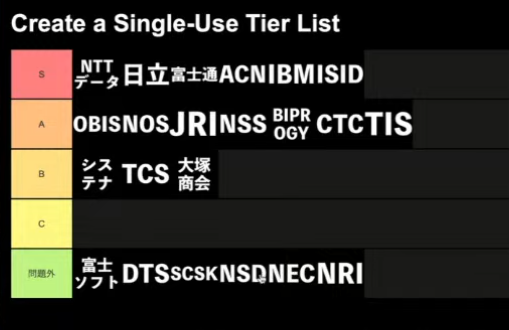 Create a Single-Use Tier List
S
NTT
データ
日立
富士通
ACN
IBM
ISID
A
OBIS
NOS
JRI
NSS
BIPR
OGY
CTC
TIS
B
シス
テナ
TCS
大塚
商会
C
問題外
富士
ソフト
DTS
SCSK
NSD
NEC
NRI